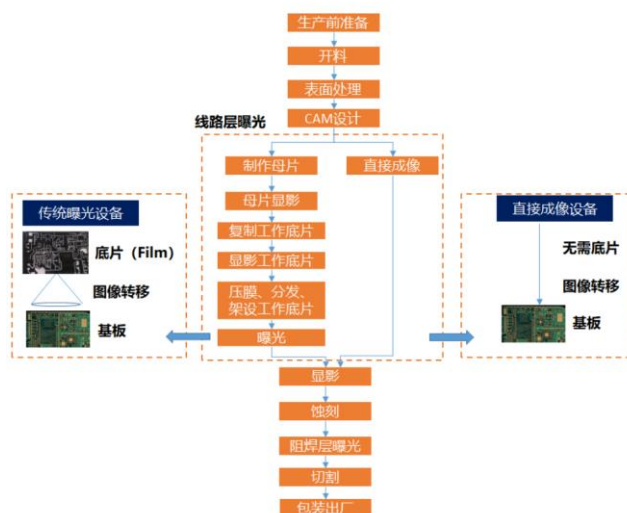 生产前准备
开料
表面处理
CAM设计
线路层曝光
制作母片
直接成像
母片显影
复制工作底片
显影工作底片
压膜、分发、
架设工作底片
曝光
传统曝光设备
底片（Film）
图像转移
基板
直接成像设备
无需底片
图像转移
基板
显影
蚀刻
阻焊层曝光
切割
包装出厂